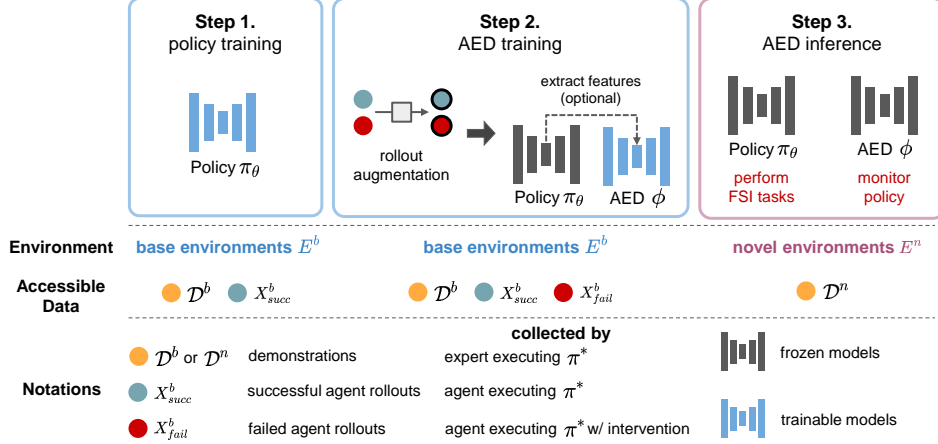 Step 1.
policy training
Policy π_θ
Step 2.
AED training
rollout
augmentation
extract features
(optional)
Policy π_θ
AED ϕ
Step 3.
AED inference
Policy π_θ
AED ϕ
perform
FSI tasks
monitor
policy
Environment
base environments E^b
base environments E^b
novel environments E^n
Accessible
Data
𝒟^b
X^b_succ
𝒟^b
X^b_succ
X^b_fail
𝒟^n
collected by
Notations
𝒟^b or 𝒟^n demonstrations expert executing π^*
X^b_succ successful agent rollouts agent executing π^*
X^b_fail failed agent rollouts agent executing π^* w/ intervention
frozen models
trainable models